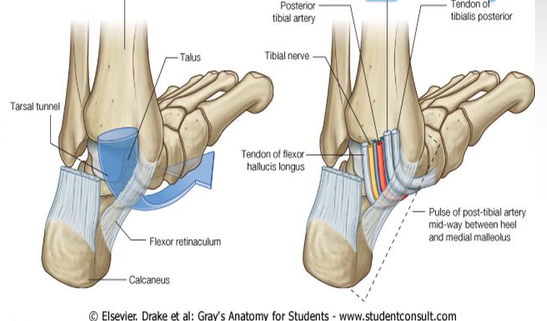 Posterior
tibial artery
Tendon of
tibialis posterior
Talus
Tibial nerve
Tarsal tunnel
Tendon of flexor
hallucis longus
Pulse of post-tibial artery
mid-way between heel
and medial malleolus
Flexor retinaculum
Calcaneus
© Elsevier. Drake et al: Gray's Anatomy for Students - www.studentconsult.com